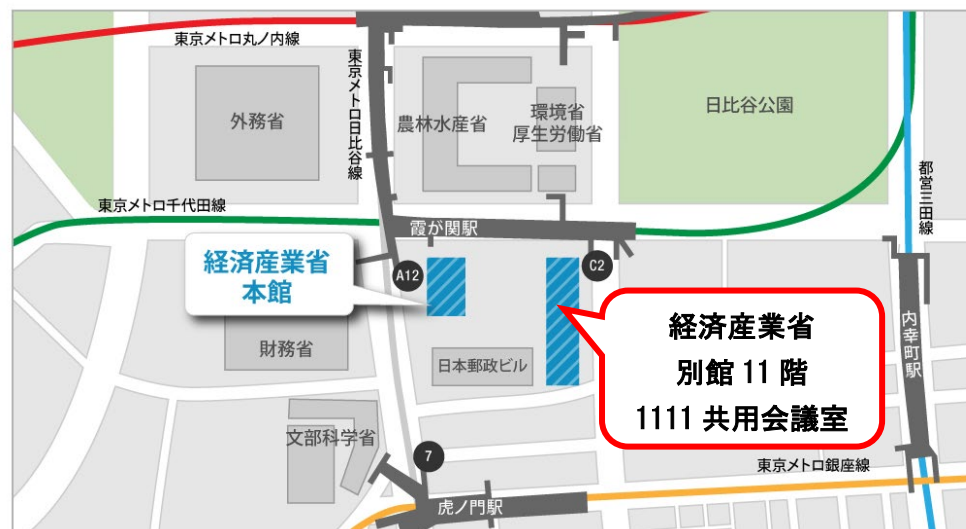 東京メトロ丸ノ内線
東京メトロ日比谷線
外務省
農林水産省
環境省
厚生労働省
日比谷公園
東京メトロ千代田線
霞が関駅
都営三田線
経済産業省
本館
A12
C2
経済産業省
別館 11 階
1111 共用会議室
内幸町駅
財務省
日本郵政ビル
文部科学省
7
東京メトロ銀座線
虎ノ門駅